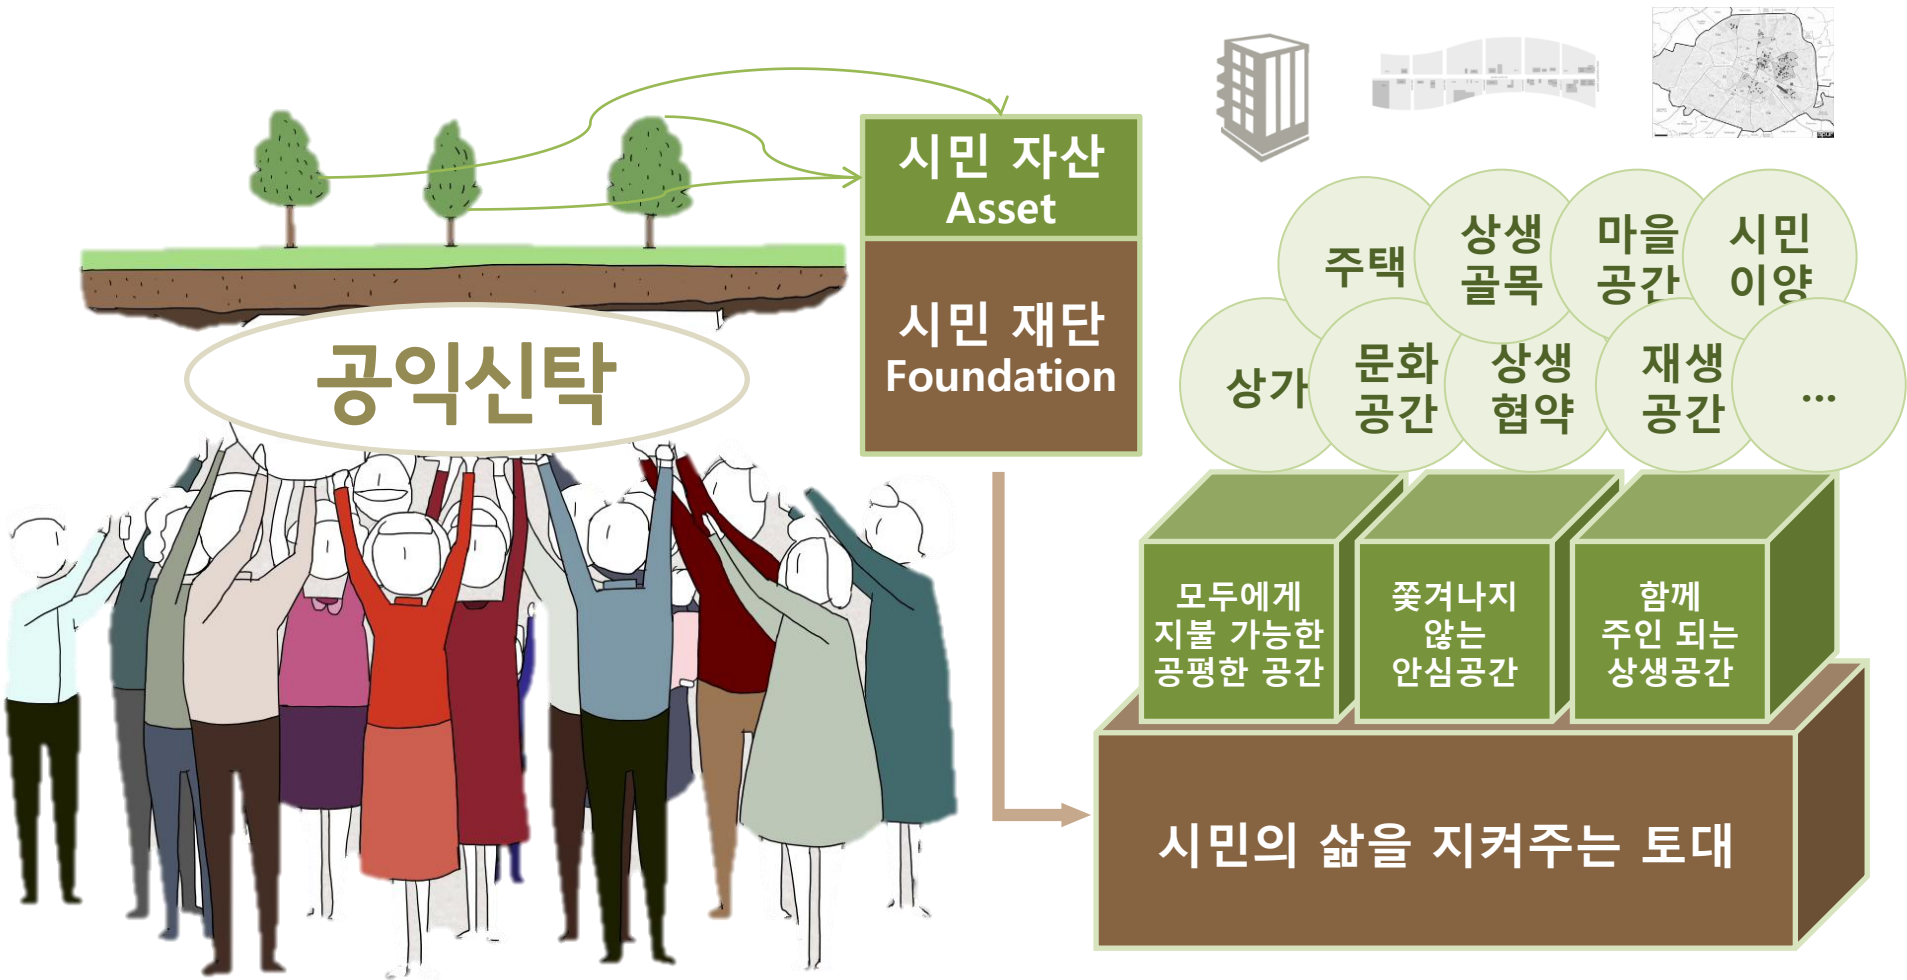 시민 자산
Asset
시민 재단
Foundation
공익신탁
주택
상생
골목
마을
공간
시민
이양
상가
문화
공간
상생
협약
재생
공간
...
모두에게
지불 가능한
공평한 공간
쫓겨나지
않는
안심공간
함께
주인 되는
상생공간
시민의 삶을 지켜주는 토대